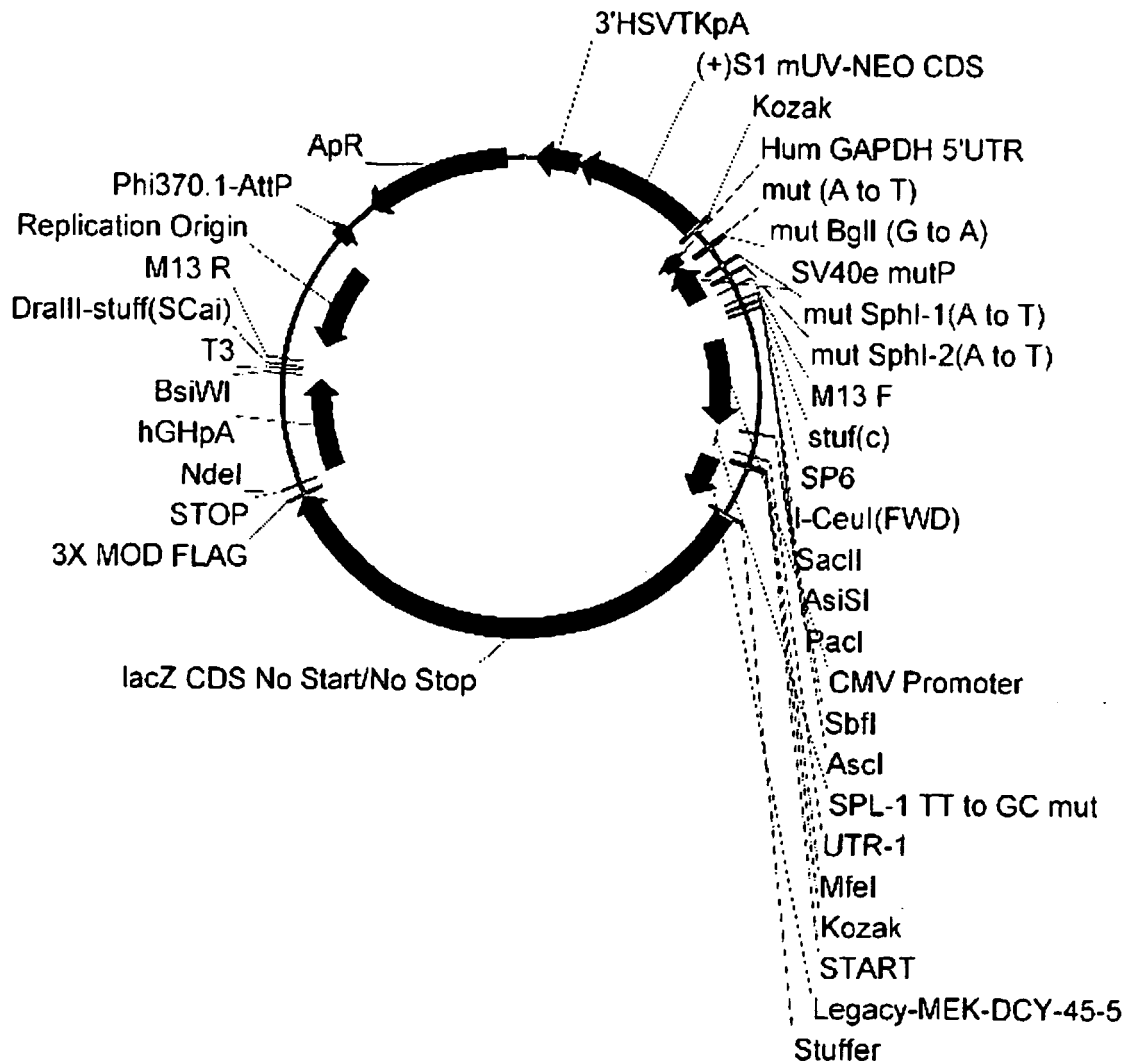 3'HSVTKpA
(+)S1 mUV-NEO CDS
Kozak
Hum GAPDH 5'UTR
mut (A to T)
mut BglI (G to A)
SV40e mutP
mut SphI-1(A to T)
mut SphI-2(A to T)
M13 F
stuf(c)
SP6
I-CeuI(FWD)
SacII
AsiSI
PacI
CMV Promoter
SbfI
AscI
SPL-1 TT to GC mut
UTR-1
MfeI
Kozak
START
Legacy-MEK-DCY-45-5
Stuffer
ApR
Phi370.1-AttP
Replication Origin
M13 R
DraIII-stuff(SCai)
T3
BsiWI
hGHpA
NdeI
STOP
3X MOD FLAG
lacZ CDS No Start/No Stop